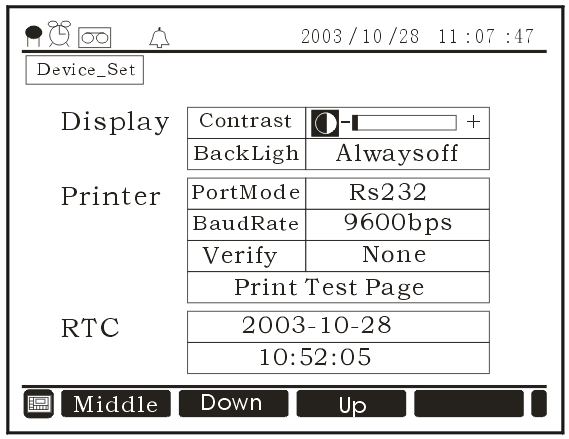 2003/10/28 11:07:47
Device_Set
Display Contrast - +
BackLigh Alwaysoff
Printer PortMode Rs232
BaudRate 9600bps
Verify None
Print Test Page
RTC 2003-10-28
10:52:05
Middle Down Up